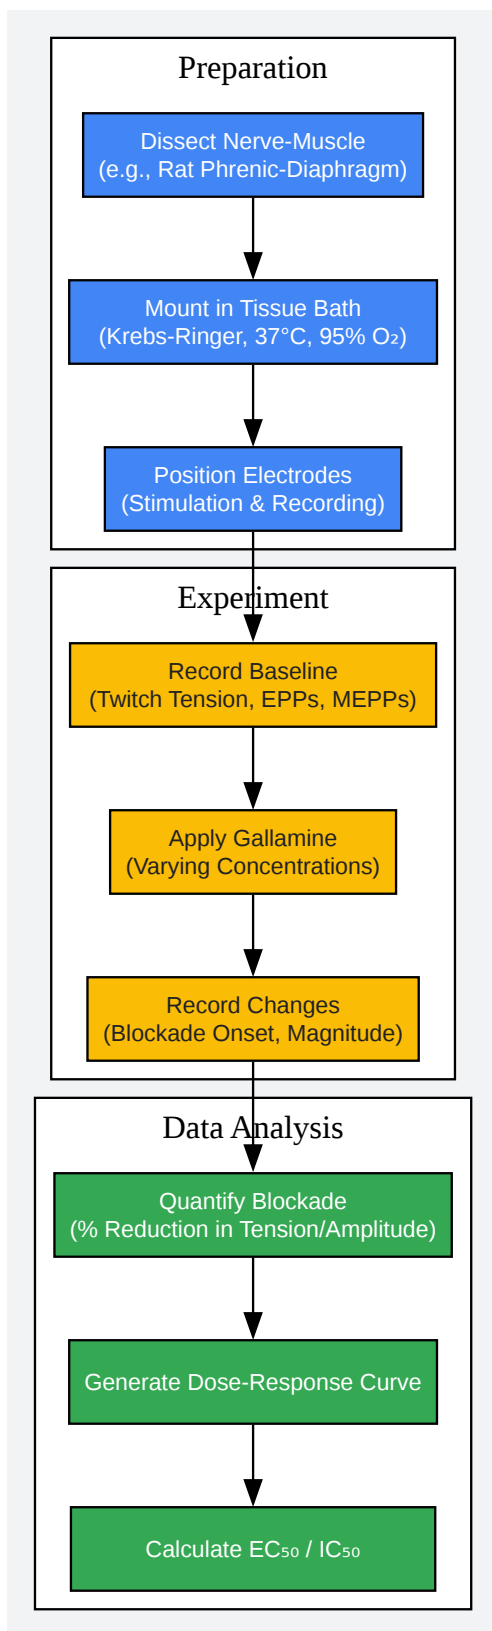 Preparation
Dissect Nerve-Muscle
(e.g., Rat Phrenic-Diaphragm)
Mount in Tissue Bath
(Krebs-Ringer, 37°C, 95% O₂)
Position Electrodes
(Stimulation & Recording)
Experiment
Record Baseline
(Twitch Tension, EPPs, MEPPs)
Apply Gallamine
(Varying Concentrations)
Record Changes
(Blockade Onset, Magnitude)
Data Analysis
Quantify Blockade
(% Reduction in Tension/Amplitude)
Generate Dose-Response Curve
Calculate EC₅₀ / IC₅₀